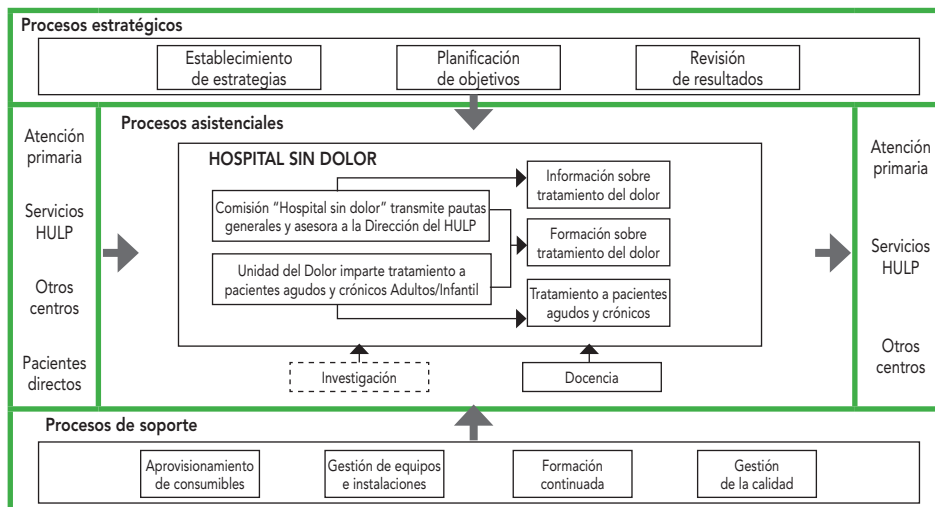 Procesos estratégicos
Establecimiento
de estrategias
Planificación
de objetivos
Revisión
de resultados
Atención
primaria
Servicios
HULP
Otros
centros
Pacientes
directos
Procesos asistenciales
HOSPITAL SIN DOLOR
Comisión “Hospital sin dolor” transmite pautas
generales y asesora a la Dirección del HULP
Unidad del Dolor imparte tratamiento a
pacientes agudos y crónicos Adultos/Infantil
Información sobre
tratamiento del dolor
Formación sobre
tratamiento del dolor
Tratamiento a pacientes
agudos y crónicos
Investigación
Docencia
Atención
primaria
Servicios
HULP
Otros
centros
Procesos de soporte
Aprovisionamiento
de consumibles
Gestión de equipos
e instalaciones
Formación
continuada
Gestión
de la calidad